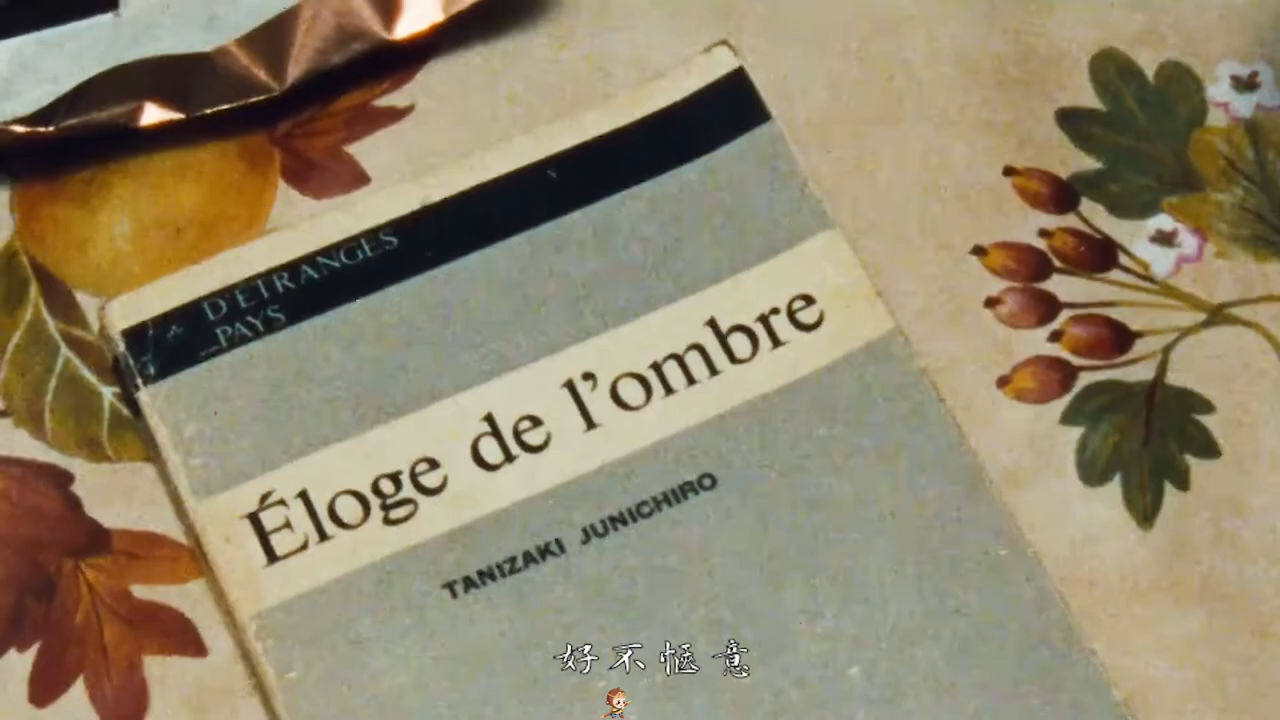 D'ETRANGES
PAYS
Éloge de l'ombre
TANIZAKI JUNICHIRO
好不惬意